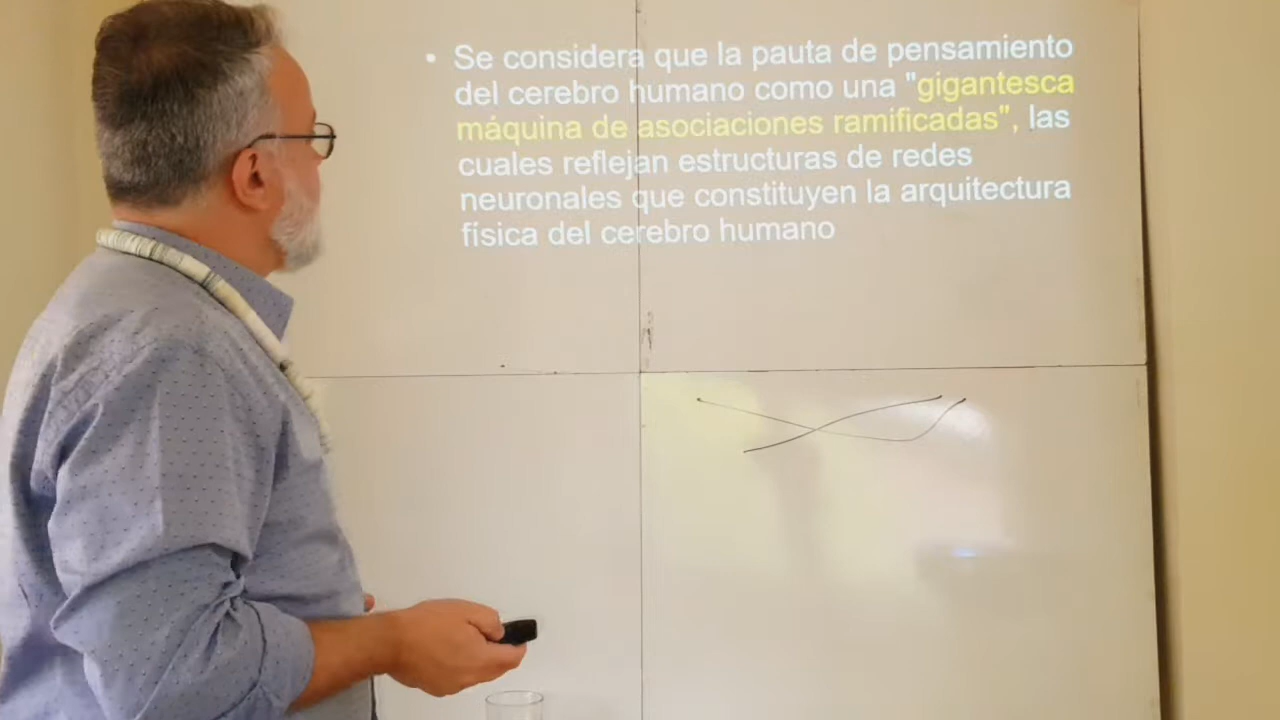 • Se considera que la pauta de pensamiento
del cerebro humano como una "gigantesca
máquina de asociaciones ramificadas", las
cuales reflejan estructuras de redes
neuronales que constituyen la arquitectura
física del cerebro humano